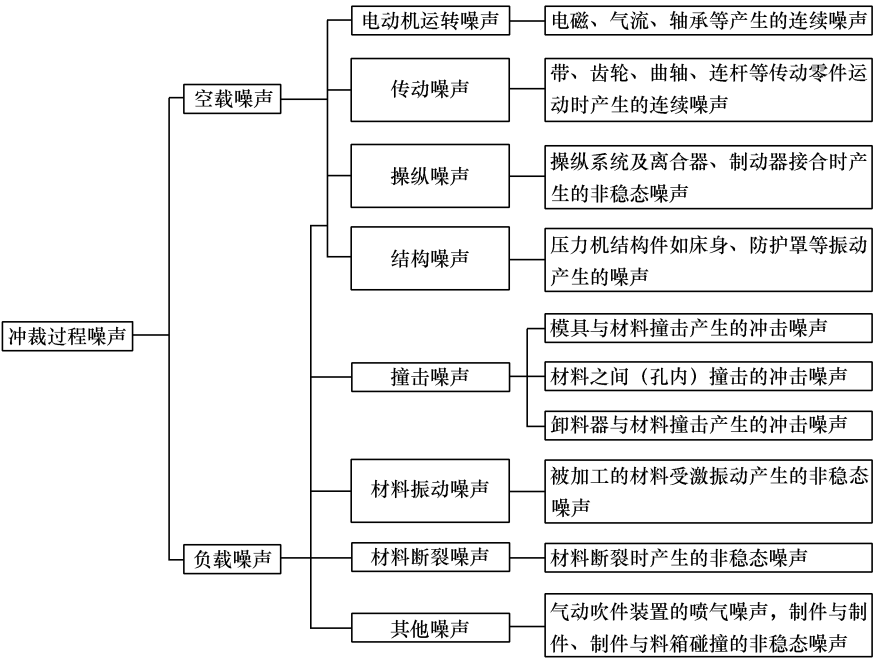 冲裁过程噪声
空载噪声
电动机运转噪声
电磁、气流、轴承等产生的连续噪声
传动噪声
带、齿轮、曲轴、连杆等传动零件运
动时产生的连续噪声
操纵噪声
操纵系统及离合器、制动器接合时产
生的非稳态噪声
结构噪声
压力机结构件如床身、防护罩等振动
产生的噪声
负载噪声
撞击噪声
模具与材料撞击产生的冲击噪声
材料之间（孔内）撞击的冲击噪声
卸料器与材料撞击产生的冲击噪声
材料振动噪声
被加工的材料受激振动产生的非稳态
噪声
材料断裂噪声
材料断裂时产生的非稳态噪声
其他噪声
气动吹件装置的喷气噪声，制件与制
件、制件与料箱碰撞的非稳态噪声